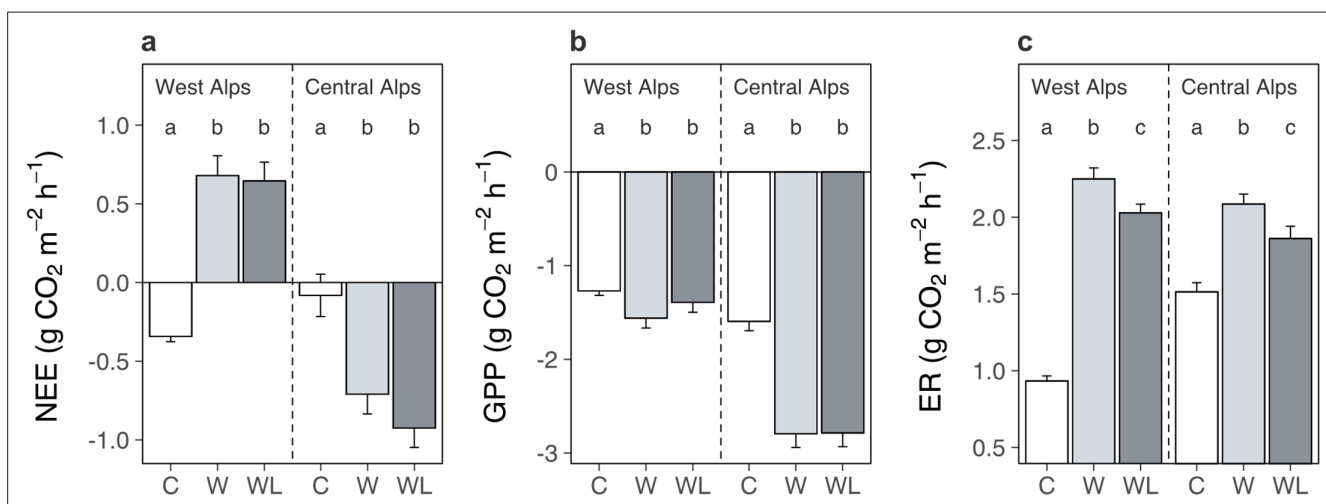 a
West Alps Central Alps
a b b a b b
1.0
0.5
0.0
-0.5
-1.0
NEE (g CO₂ m⁻² h⁻¹)
C W WL C W WL
b
West Alps Central Alps
a b b a b b
0
-1
-2
-3
GPP (g CO₂ m⁻² h⁻¹)
C W WL C W WL
c
West Alps Central Alps
a b c a b c
2.5
2.0
1.5
1.0
0.5
ER (g CO₂ m⁻² h⁻¹)
C W WL C W WL